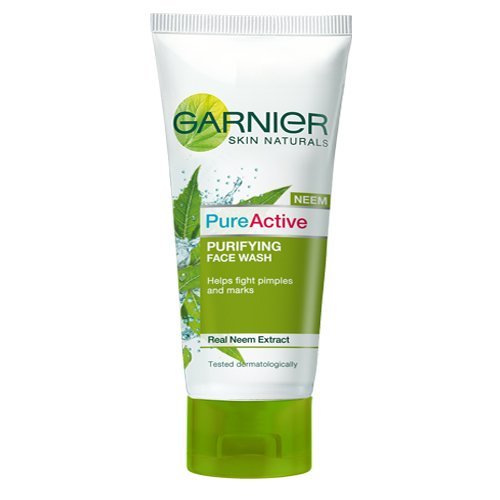 GARNIER
SKIN NATURALS
NEEM
PureActive
PURIFYING
FACE WASH
Helps fight pimples
and marks
Real Neem Extract
Tested dermatologically